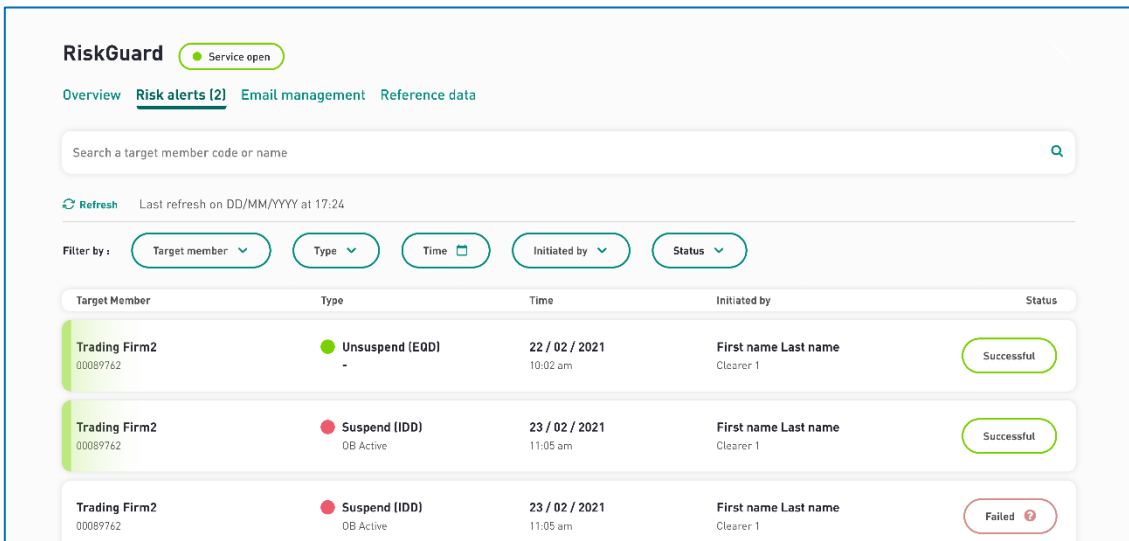 RiskGuard Service open
Overview Risk alerts (2) Email management Reference data
Search a target member code or name
Refresh Last refresh on DD/MM/YYYY at 17:24
Filter by : Target member Type Time Initiated by Status
Target Member Type Time Initiated by Status
Trading Firm2 Unsuspend (EQD) 22 / 02 / 2021 First name Last name Successful
00089762 - 10:02 am Clearer 1
Trading Firm2 Suspend (IDD) 23 / 02 / 2021 First name Last name Successful
00089762 OB Active 11:05 am Clearer 1
Trading Firm2 Suspend (IDD) 23 / 02 / 2021 First name Last name Failed ?
00089762 OB Active 11:05 am Clearer 1